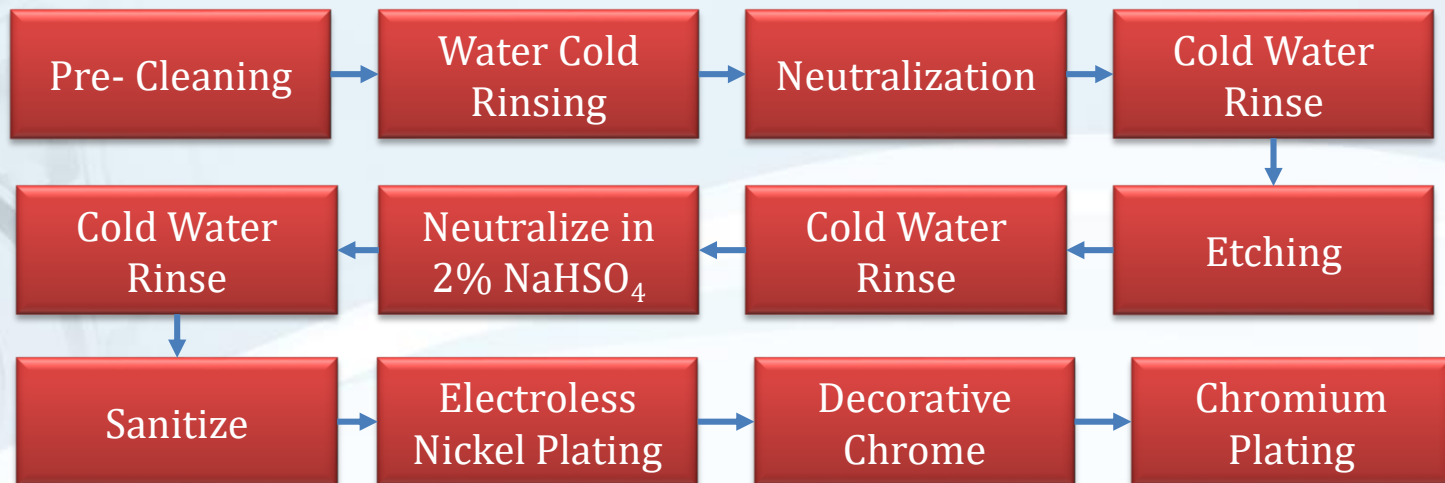 Pre- Cleaning
Water Cold
Rinsing
Neutralization
Cold Water
Rinse
Etching
Cold Water
Rinse
Neutralize in
2% NaHSO₄
Cold Water
Rinse
Sanitize
Electroless
Nickel Plating
Decorative
Chrome
Chromium
Plating